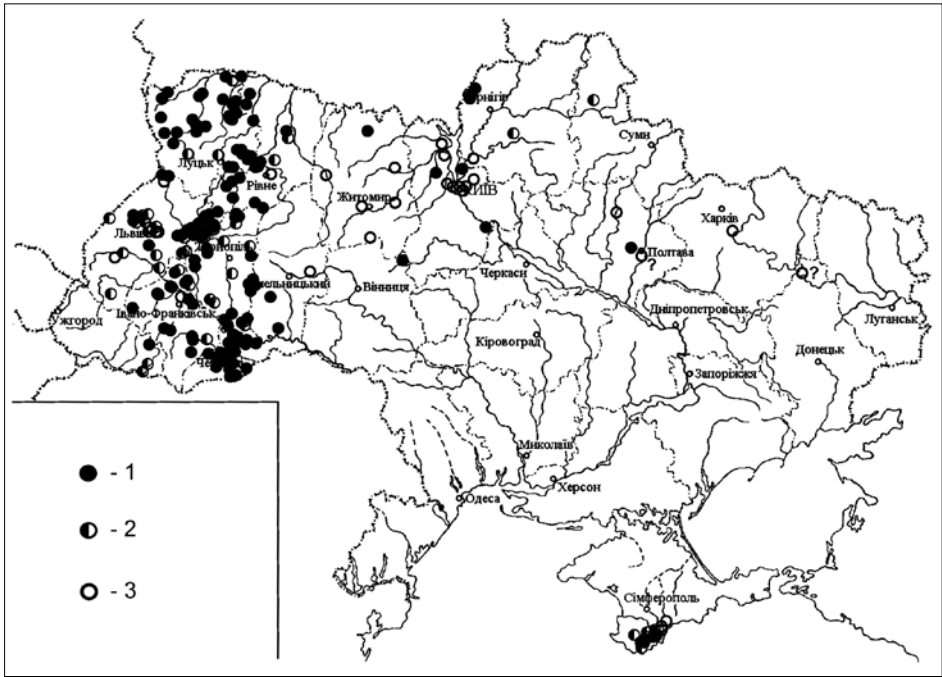 Суми
Луцьк
Рівне
Житомир
Харків
Полтава
?
?
Черкаси
Вінниця
Дніпропетровськ
Луганськ
Івано-Франківськ
Кіровоград
Донецьк
Запоріжжя
Миколаїв
Херсон
Одеса
Сімферополь
- 1
- 2
- 3